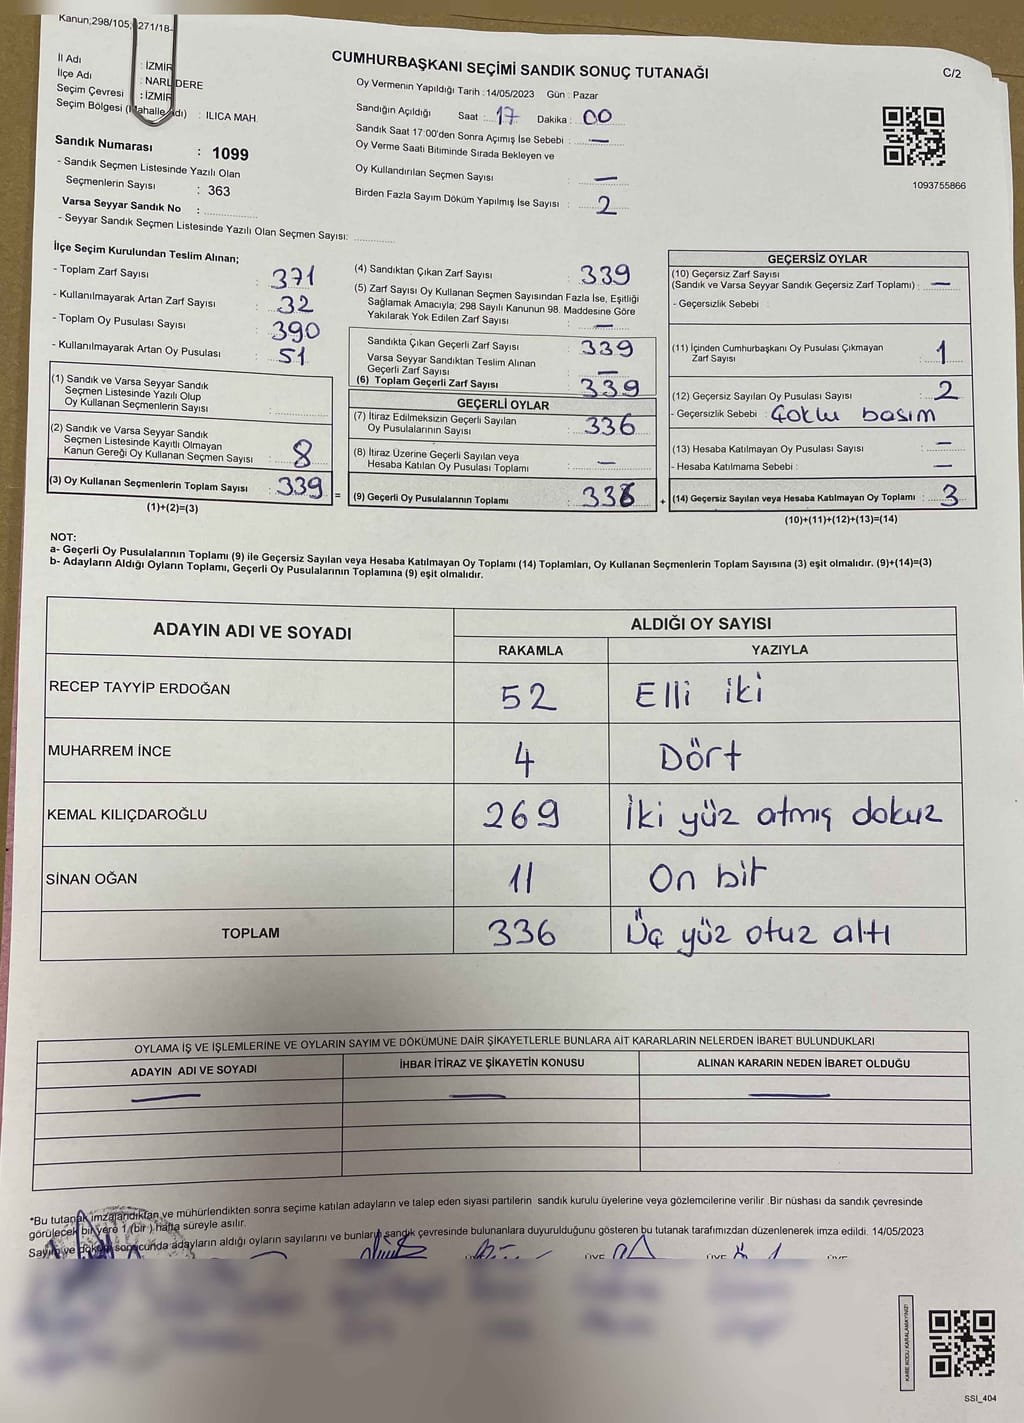 Kanun;298/105; 271/18-
İl Adı : İZMİR
İlçe Adı : NARLIDERE
Seçim Çevresi : İZMİR
Seçim Bölgesi (Mahalle Adı) : ILICA MAH.
Sandık Numarası : 1099
- Sandık Seçmen Listesinde Yazılı Olan
Seçmenlerin Sayısı : 363
Varsa Seyyar Sandık No :
- Seyyar Sandık Seçmen Listesinde Yazılı Olan Seçmen Sayısı:
CUMHURBAŞKANI SEÇİMİ SANDIK SONUÇ TUTANAĞI
Oy Vermenin Yapıldığı Tarih : 14/05/2023 Gün : Pazar
Sandığın Açıldığı Saat : 17 Dakika : 00
Sandık Saat 17:00'den Sonra Açımış İse Sebebi : —
Oy Verme Saati Bitiminde Sırada Bekleyen ve
Oy Kullandırılan Seçmen Sayısı : —
Birden Fazla Sayım Döküm Yapılmış İse Sayısı : 2
C/2
1093755866
İlçe Seçim Kurulundan Teslim Alınan;
- Toplam Zarf Sayısı : 371
- Kullanılmayarak Artan Zarf Sayısı : 32
- Toplam Oy Pusulası Sayısı : 390
- Kullanılmayarak Artan Oy Pusulası : 51
(1) Sandık ve Varsa Seyyar Sandık
Seçmen Listesinde Yazılı Olup
Oy Kullanan Seçmenlerin Sayısı :
(2) Sandık ve Varsa Seyyar Sandık
Seçmen Listesinde Kayıtlı Olmayan
Kanun Gereği Oy Kullanan Seçmen Sayısı : 8
(3) Oy Kullanan Seçmenlerin Toplam Sayısı : 339
(1)+(2)=(3)
=
(4) Sandıktan Çıkan Zarf Sayısı : 339
(5) Zarf Sayısı Oy Kullanan Seçmen Sayısından Fazla İse, Eşitliği
Sağlamak Amacıyla; 298 Sayılı Kanunun 98. Maddesine Göre
Yakılarak Yok Edilen Zarf Sayısı : —
Sandıkta Çıkan Geçerli Zarf Sayısı : 339
Varsa Seyyar Sandıktan Teslim Alınan
Geçerli Zarf Sayısı : —
(6) Toplam Geçerli Zarf Sayısı : 339
GEÇERLİ OYLAR
(7) İtiraz Edilmeksizin Geçerli Sayılan
Oy Pusulalarının Sayısı : 336
(8) İtiraz Üzerine Geçerli Sayılan veya
Hesaba Katılan Oy Pusulası Toplamı : —
(9) Geçerli Oy Pusulalarının Toplamı : 336
+
GEÇERSİZ OYLAR
(10) Geçersiz Zarf Sayısı
(Sandık ve Varsa Seyyar Sandık Geçersiz Zarf Toplamı) : —
- Geçersizlik Sebebi :
(11) İçinden Cumhurbaşkanı Oy Pusulası Çıkmayan
Zarf Sayısı : 1
(12) Geçersiz Sayılan Oy Pusulası Sayısı : 2
- Geçersizlik Sebebi : Çoklu basım
(13) Hesaba Katılmayan Oy Pusulası Sayısı : —
- Hesaba Katılmama Sebebi : —
(14) Geçersiz Sayılan veya Hesaba Katılmayan Oy Toplamı : 3
(10)+(11)+(12)+(13)=(14)
NOT:
a- Geçerli Oy Pusulalarının Toplamı (9) ile Geçersiz Sayılan veya Hesaba Katılmayan Oy Toplamı (14) Toplamları, Oy Kullanan Seçmenlerin Toplam Sayısına (3) eşit olmalıdır. (9)+(14)=(3)
b- Adayların Aldığı Oyların Toplamı, Geçerli Oy Pusulalarının Toplamına (9) eşit olmalıdır.
ADAYIN ADI VE SOYADI
ALDIĞI OY SAYISI
RAKAMLA YAZIYLA
RECEP TAYYİP ERDOĞAN 52 Elli iki
MUHARREM İNCE 4 Dört
KEMAL KILIÇDAROĞLU 269 İki yüz atmış dokuz
SİNAN OĞAN 11 On bir
TOPLAM 336 Üç yüz otuz altı
OYLAMA İŞ VE İŞLEMLERİNE VE OYLARIN SAYIM VE DÖKÜMÜNE DAİR ŞİKAYETLERLE BUNLARA AİT KARARLARIN NELERDEN İBARET BULUNDUKLARI
ADAYIN ADI VE SOYADI İHBAR İTİRAZ VE ŞİKAYETİN KONUSU ALINAN KARARIN NEDEN İBARET OLDUĞU
— — —
*Bu tutanak imzalandıktan ve mühürlendikten sonra seçime katılan adayların ve talep eden siyasi partilerin sandık kurulu üyelerine veya gözlemcilerine verilir .Bir nüshası da sandık çevresinde
görülecek bir yere 1 (bir ) hafta süreyle asılır.
Sayım ve döküm sonucunda adayların aldığı oyların sayılarını ve bunların sandık çevresinde bulunanlara duyurulduğunu gösteren bu tutanak tarafımızdan düzenlenerek imza edildi. 14/05/2023
KARE KODU KARALAMAYINIZ!
SSI_404